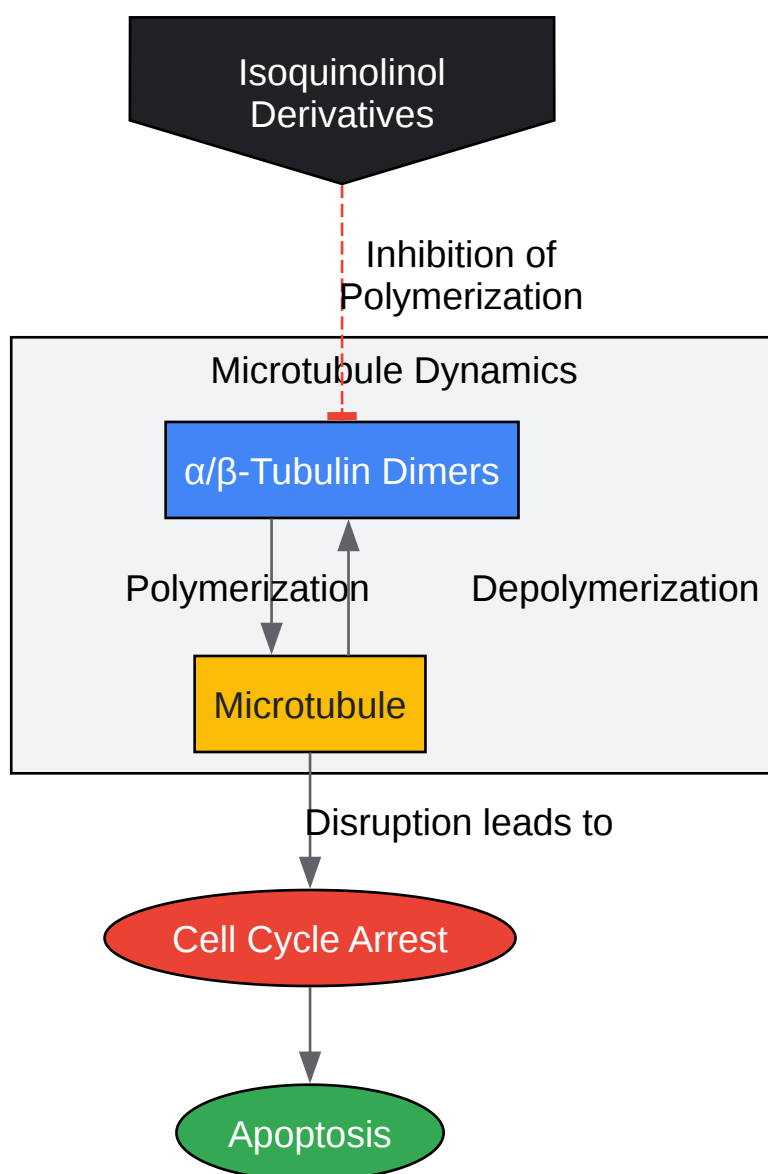 Isoquinolinol
Derivatives
Inhibition of
Polymerization
Microtubule Dynamics
α/β-Tubulin Dimers
Polymerization
Depolymerization
Microtubule
Disruption leads to
Cell Cycle Arrest
Apoptosis